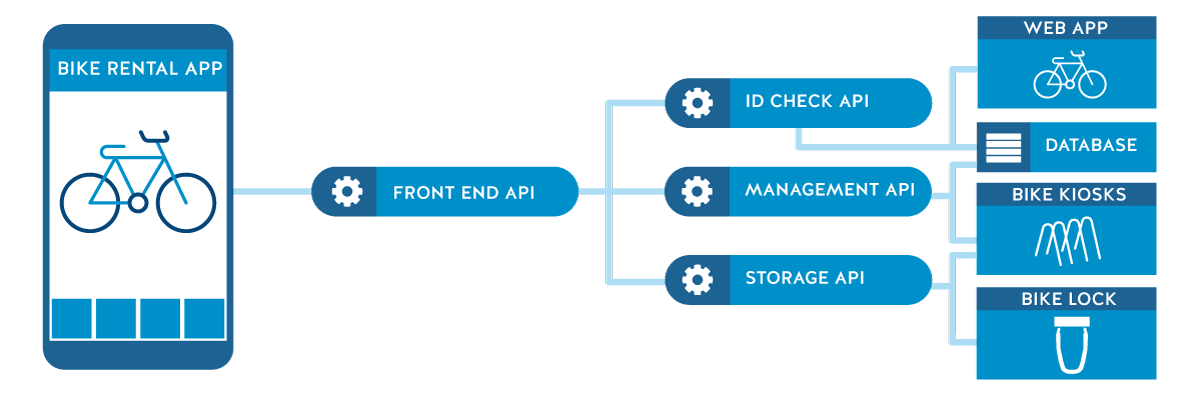 BIKE RENTAL APP
FRONT END API
ID CHECK API
MANAGEMENT API
STORAGE API
WEB APP
DATABASE
BIKE KIOSKS
BIKE LOCK